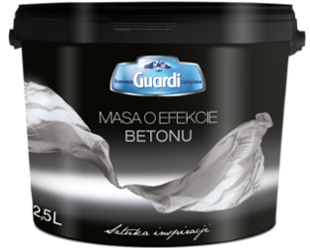 Guardi
MASA O EFEKCIE
BETONU
2,5L
Sztuka inspiracji